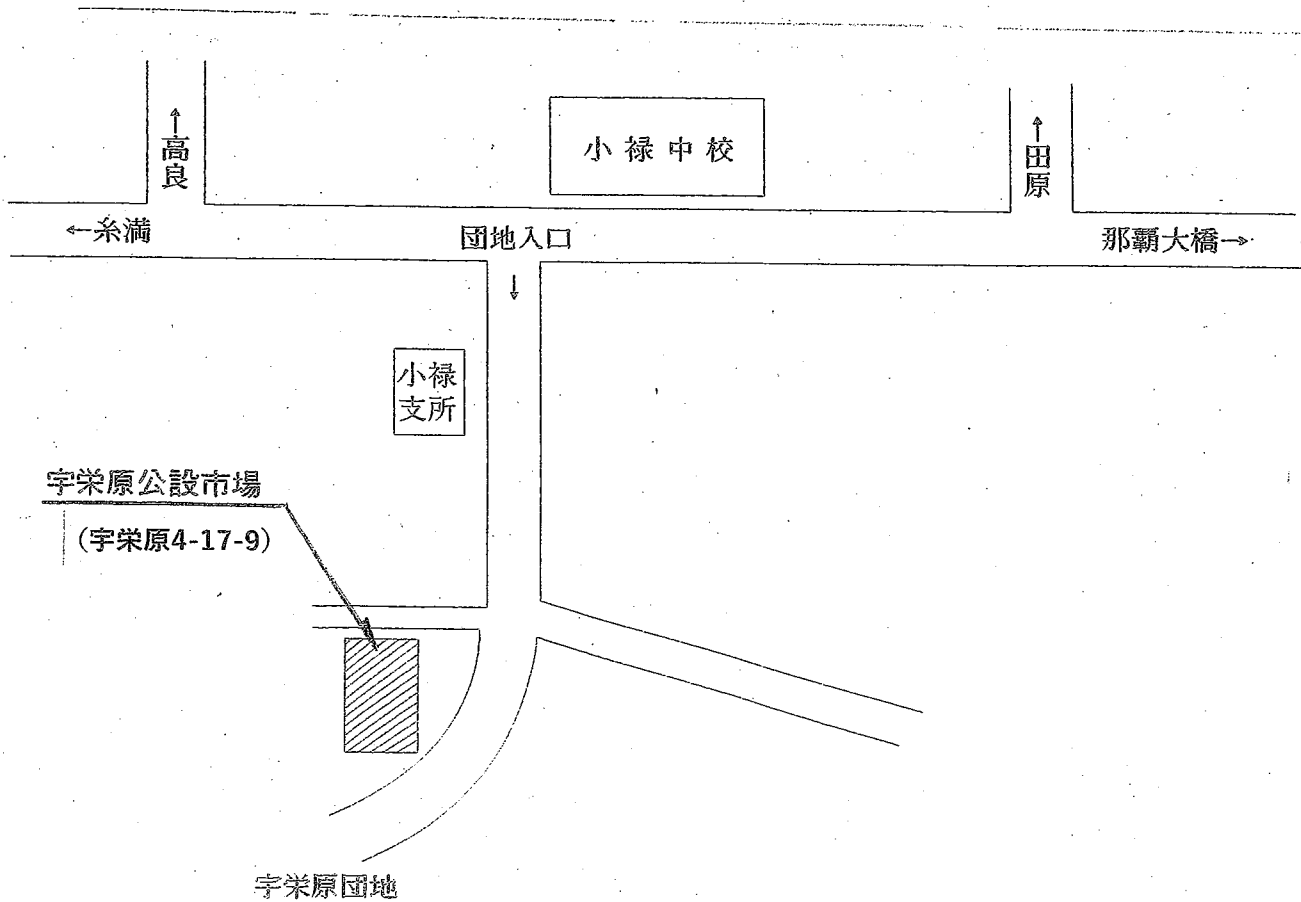 ↑高良
小禄中校
↑田原
←糸満
団地入口
那覇大橋→
↓
小禄
支所
宇栄原公設市場
（宇栄原4-17-9）
宇栄原団地